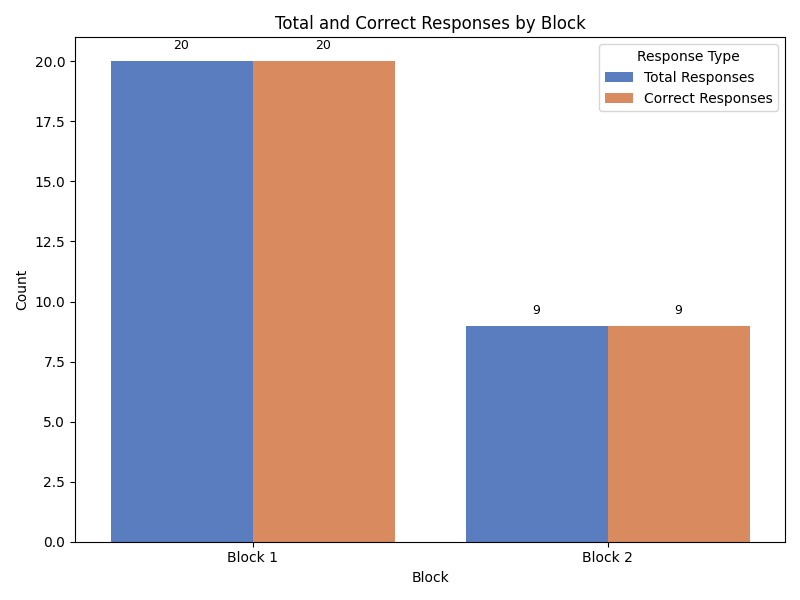 Total and Correct Responses by Block
20
20
Response Type
Total Responses
Correct Responses
20.0
17.5
15.0
12.5
10.0
7.5
5.0
2.5
0.0
9
9
Count
Block 1
Block 2
Block